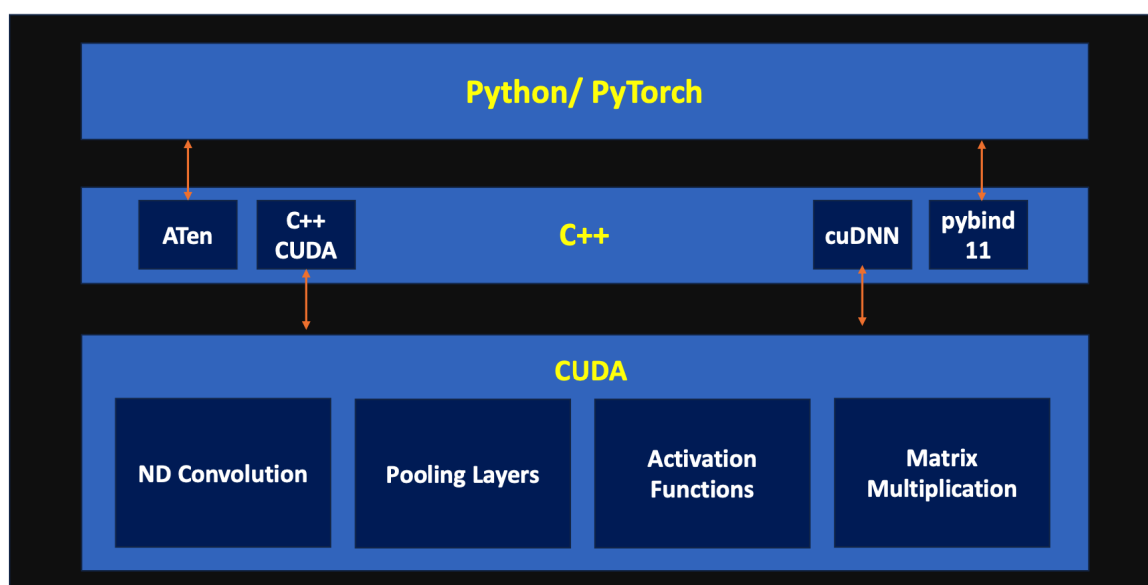 Python/ PyTorch
ATen
C++
CUDA
C++
cuDNN
pybind
11
CUDA
ND Convolution
Pooling Layers
Activation
Functions
Matrix
Multiplication